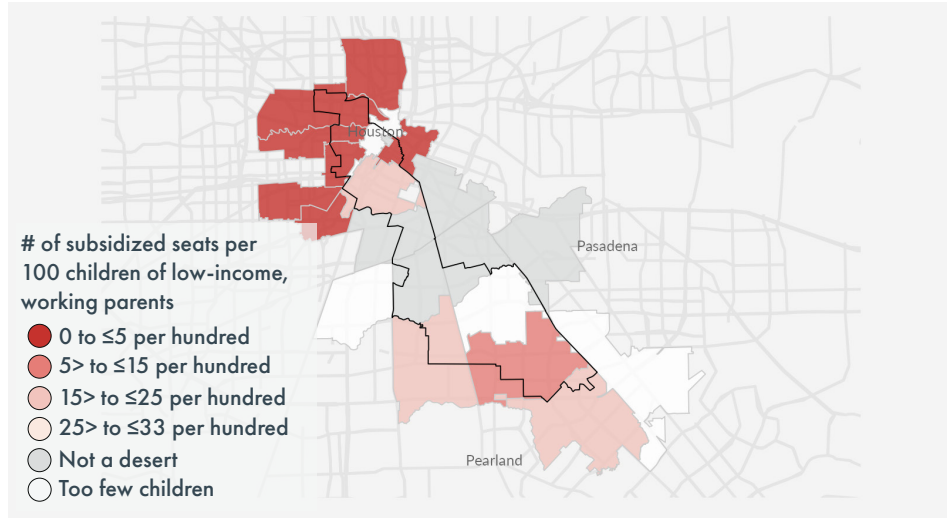 Houston
Pasadena
# of subsidized seats per
100 children of low-income,
working parents
0 to ≤5 per hundred
5> to ≤15 per hundred
15> to ≤25 per hundred
25> to ≤33 per hundred
Not a desert
Too few children
Pearland